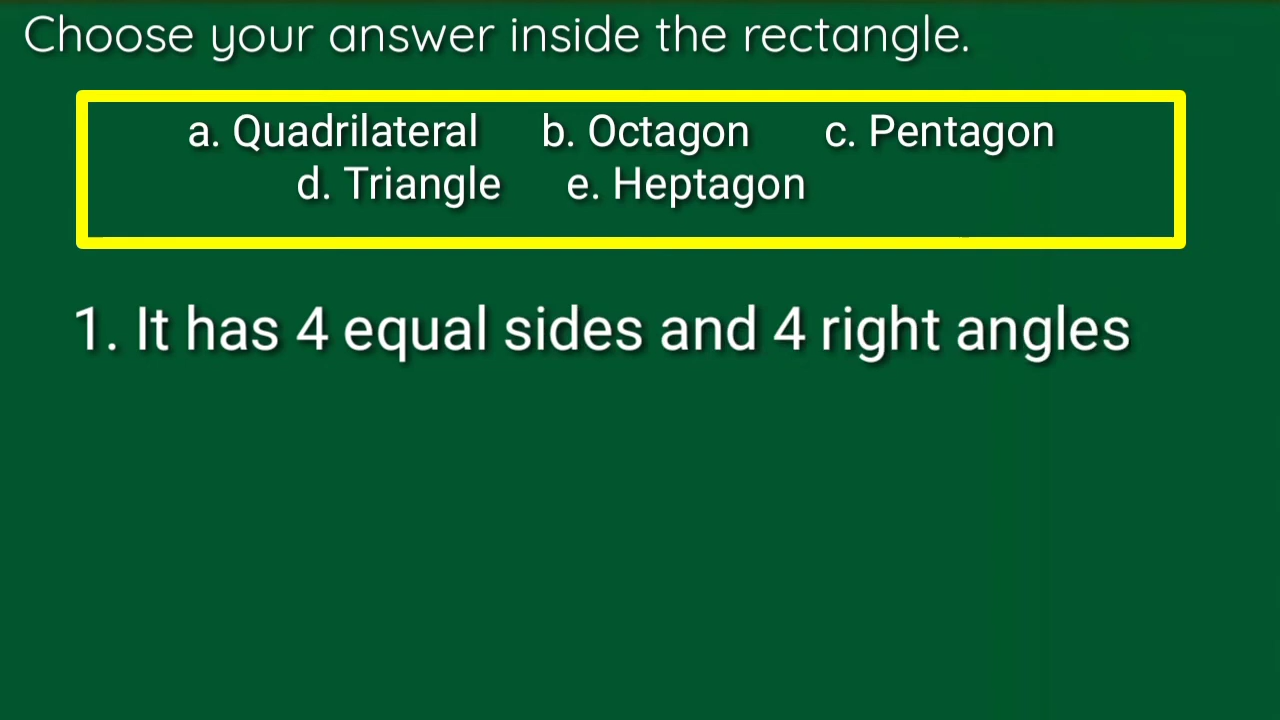 Choose your answer inside the rectangle.
a. Quadrilateral b. Octagon c. Pentagon
d. Triangle e. Heptagon
1. It has 4 equal sides and 4 right angles